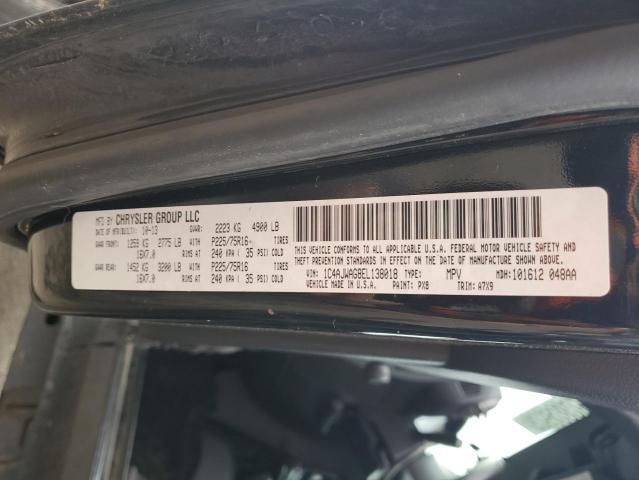 MFD BY CHRYSLER GROUP LLC
DATE OF MFR(BUILT): 10-13 GVWR: 2223 KG 4900 LB
GAWR FRONT: 1259 KG 2775 LB WITH P225/75R16 TIRES
16X7.0 RIMS AT 240 KPA ( 35 PSI) COLD
GAWR REAR: 1452 KG 3200 LB WITH P225/75R16 TIRES
16X7.0 RIMS AT 240 KPA ( 35 PSI) COLD
THIS VEHICLE CONFORMS TO ALL APPLICABLE U.S.A. FEDERAL MOTOR VEHICLE SAFETY, BUMPER AND
THEFT PREVENTION STANDARDS IN EFFECT ON THE DATE OF MANUFACTURE SHOWN ABOVE.
VIN: 1C4AJWAG8EL138018 TYPE: MPV MDH:101612 048AA
VEHICLE MADE IN U.S.A. PAINT: PX8 TRIM: A7X9